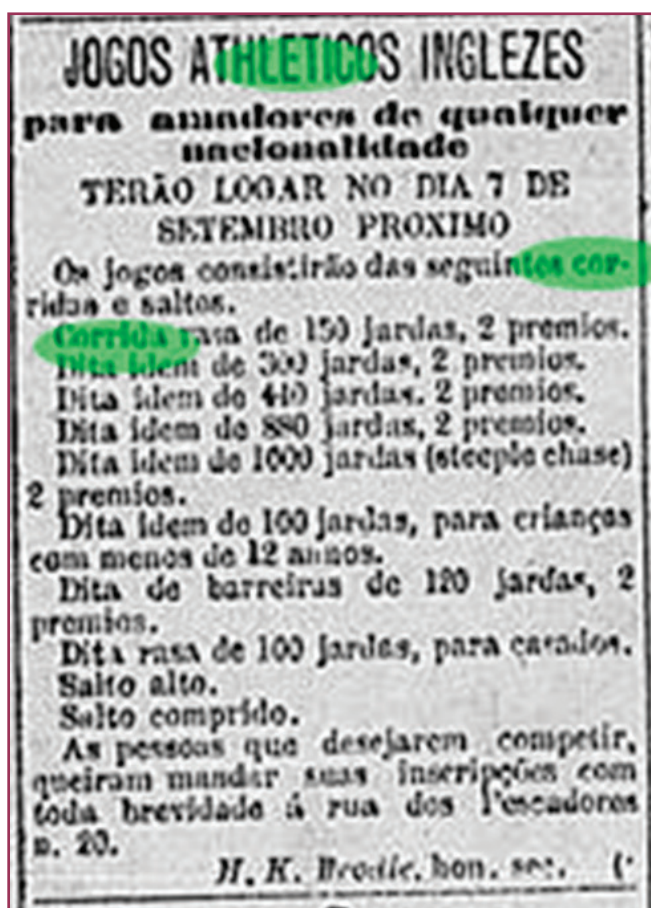 JOGOS ATHLETICOS INGLEZES
para amadores de qualquer
nacionalidade
TERÃO LOGAR NO DIA 7 DE
SETEMBRO PROXIMO
Os jogos consistirão das seguintes cor-
ridas e saltos.
Corrida rasa de 150 jardas, 2 premios.
Dita idem de 300 jardas, 2 premios.
Dita idem de 440 jardas. 2 premios.
Dita idem de 880 jardas, 2 premios.
Dita idem de 1000 jardas (steeple chase)
2 premios.
Dita idem de 100 jardas, para crianças
com menos de 12 annos.
Dita de barreiras de 120 jardas, 2
premios.
Dita rasa de 100 jardas, para casados.
Salto alto.
Salto comprido.
As pessoas que desejarem competir,
queiram mandar suas inscripções com
toda brevidade á rua dos Pescadores
n. 20.
H. K. Brodie, hon. sec. (·